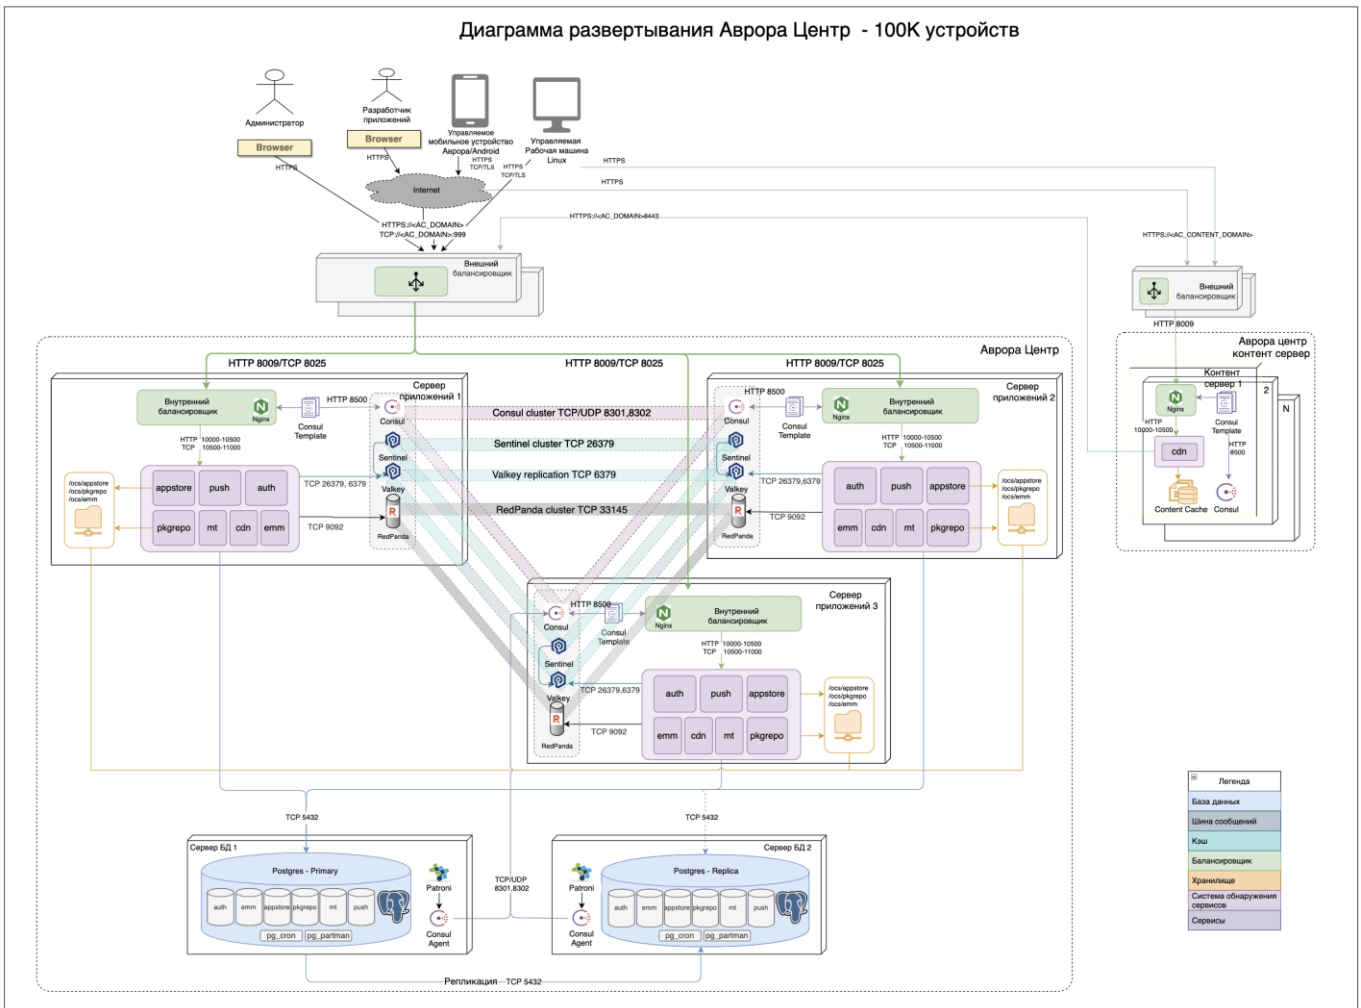 Диаграмма развертывания Аврора Центр - 100K устройств
Администратор
Browser
HTTPS
Разработчик
приложений
Browser
HTTPS
Управляемое
мобильное устройство
Аврора/Android
HTTPS
TCP/TLS
Управляемая
Рабочая машина
Linux
HTTPS
TCP/TLS
HTTPS
HTTPS
Internet
HTTPS://<AC_DOMAIN>
TCP://<AC_DOMAIN>:999
HTTPS://<AC_DOMAIN>8443
HTTPS://<AC_CONTENT_DOMAIN>
Внешний
балансировщик
Внешний
балансировщик
HTTP 8009
Аврора Центр
HTTP 8009/TCP 8025
HTTP 8009/TCP 8025
HTTP 8009/TCP 8025
Сервер
приложений 1
Внутренний
балансировщик
Nginx
HTTP 8500
Consul
Template
Consul
HTTP 10000-10500
TCP 10500-11000
Sentinel
Valkey
RedPanda
/ocs/appstore
/ocs/pkgrepo
/ocs/emm
appstore
push
auth
pkgrepo
mt
cdn
emm
TCP 26379, 6379
TCP 9092
Consul cluster TCP/UDP 8301,8302
Sentinel cluster TCP 26379
Valkey replication TCP 6379
RedPanda cluster TCP 33145
Сервер
приложений 2
Consul
HTTP 8500
Consul
Template
Внутренний
балансировщик
Nginx
HTTP 10000-10500
TCP 10500-11000
Sentinel
Valkey
RedPanda
TCP 26379,6379
TCP 9092
auth
push
appstore
emm
cdn
mt
pkgrepo
/ocs/appstore
/ocs/pkgrepo
/ocs/emm
Сервер
приложений 3
Consul
HTTP 8500
Consul
Template
Внутренний
балансировщик
Nginx
HTTP 10000-10500
TCP 10500-11000
Sentinel
Valkey
RedPanda
TCP 26379,6379
TCP 9092
auth
push
appstore
emm
cdn
mt
pkgrepo
/ocs/appstore
/ocs/pkgrepo
/ocs/emm
Аврора центр
контент сервер
Контент
сервер 1
2
N
Nginx
Consul
Template
HTTP
10000-10500
HTTP
8500
cdn
Content Cache
Consul
TCP 5432
TCP 5432
Сервер БД 1
Postgres - Primary
auth
emm
appstore
pkgrepo
mt
push
pg_cron
pg_partman
Patroni
Consul
Agent
TCP/UDP
8301,8302
Сервер БД 2
Patroni
Consul
Agent
Postgres - Replica
auth
emm
appstore
pkgrepo
mt
push
pg_cron
pg_partman
Репликация TCP 5432
Легенда
База данных
Шина сообщений
Кэш
Балансировщик
Хранилище
Система обнаружения
сервисов
Сервисы